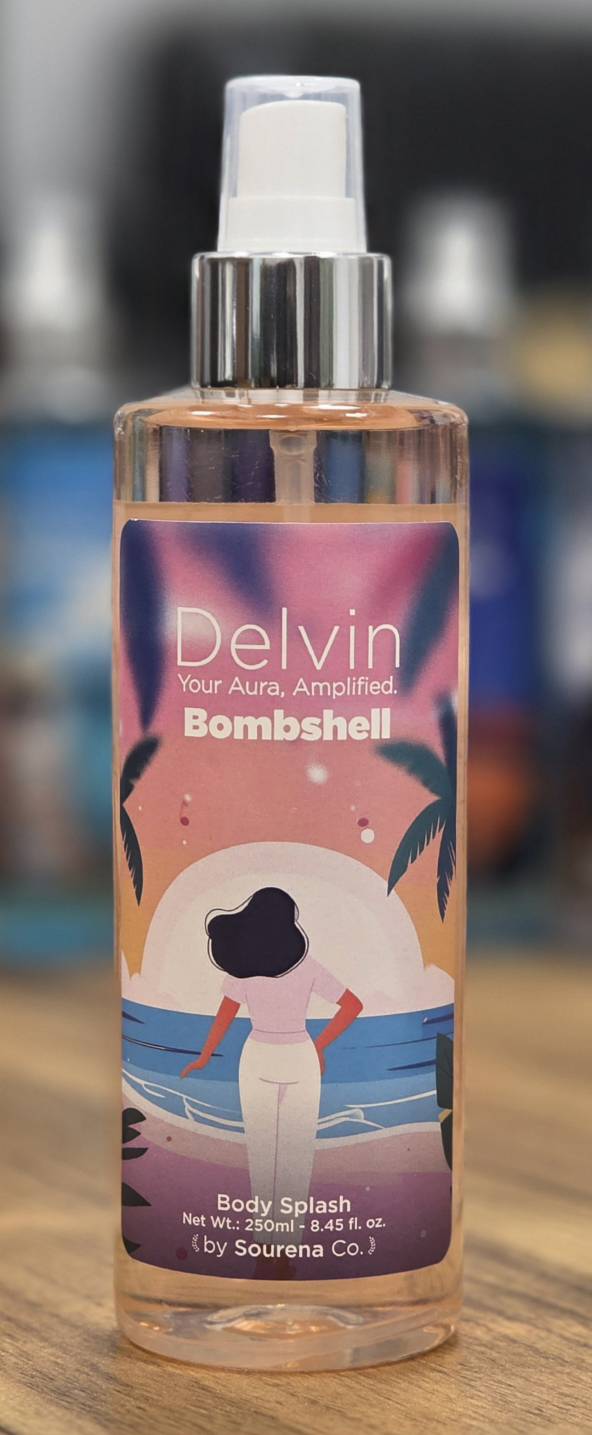 Delvin
Your Aura, Amplified.
Bombshell
Body Splash
Net Wt.: 250ml - 8.45 fl. oz.
by Sourena Co.